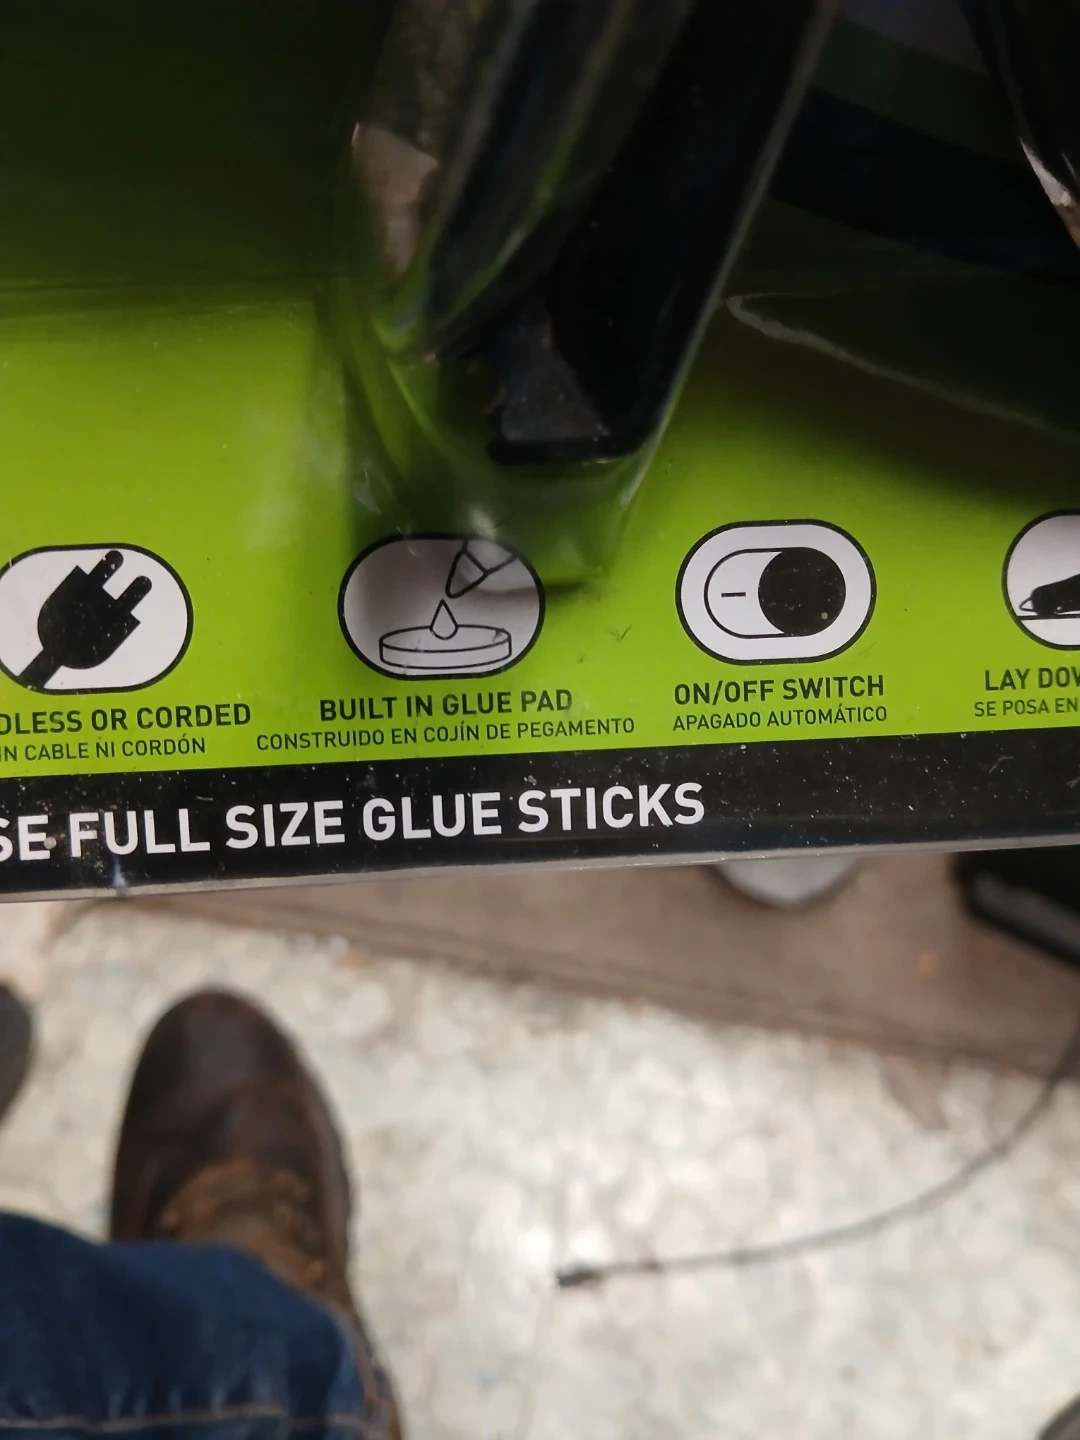 DLESS OR CORDED
IN CABLE NI CORDÓN
BUILT IN GLUE PAD
CONSTRUIDO EN COJÍN DE PEGAMENTO
ON/OFF SWITCH
APAGADO AUTOMÁTICO
LAY DOW
SE POSA EN
SE FULL SIZE GLUE STICKS